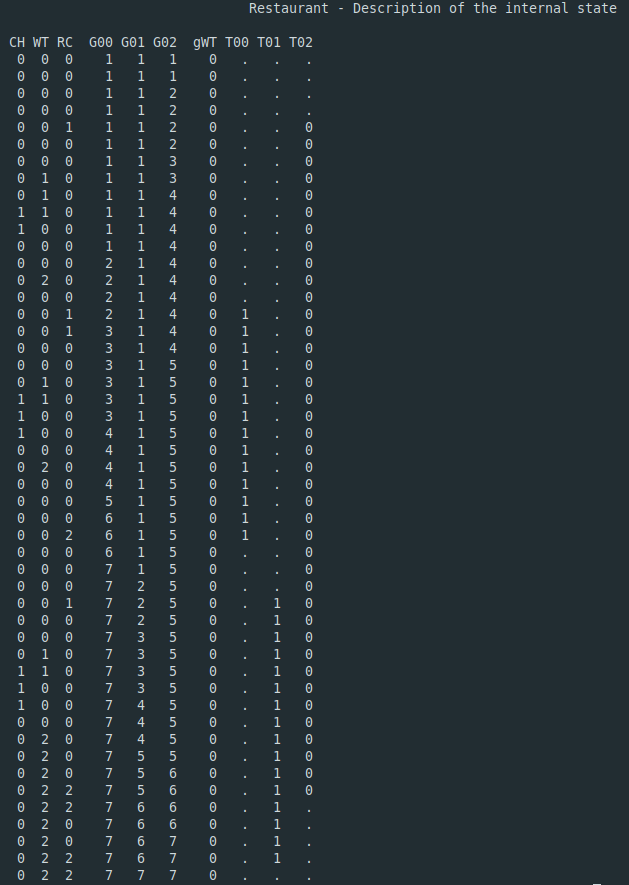 Restaurant - Description of the internal state
CH WT RC G00 G01 G02 gWT T00 T01 T02
0 0 0 1 1 1 0 . . .
0 0 0 1 1 1 0 . . .
0 0 0 1 1 2 0 . . .
0 0 0 1 1 2 0 . . .
0 0 1 1 1 2 0 . . 0
0 0 0 1 1 2 0 . . 0
0 0 0 1 1 3 0 . . 0
0 1 0 1 1 3 0 . . 0
0 1 0 1 1 4 0 . . 0
1 1 0 1 1 4 0 . . 0
1 0 0 1 1 4 0 . . 0
0 0 0 1 1 4 0 . . 0
0 0 0 2 1 4 0 . . 0
0 2 0 2 1 4 0 . . 0
0 0 0 2 1 4 0 . . 0
0 0 1 2 1 4 0 1 . 0
0 0 1 3 1 4 0 1 . 0
0 0 0 3 1 4 0 1 . 0
0 0 0 3 1 5 0 1 . 0
0 1 0 3 1 5 0 1 . 0
1 1 0 3 1 5 0 1 . 0
1 0 0 3 1 5 0 1 . 0
1 0 0 4 1 5 0 1 . 0
0 0 0 4 1 5 0 1 . 0
0 2 0 4 1 5 0 1 . 0
0 0 0 4 1 5 0 1 . 0
0 0 0 5 1 5 0 1 . 0
0 0 0 6 1 5 0 1 . 0
0 0 2 6 1 5 0 1 . 0
0 0 0 6 1 5 0 . . 0
0 0 0 7 1 5 0 . . 0
0 0 0 7 2 5 0 . . 0
0 0 1 7 2 5 0 . 1 0
0 0 0 7 2 5 0 . 1 0
0 0 0 7 3 5 0 . 1 0
0 1 0 7 3 5 0 . 1 0
1 1 0 7 3 5 0 . 1 0
1 0 0 7 3 5 0 . 1 0
1 0 0 7 4 5 0 . 1 0
0 0 0 7 4 5 0 . 1 0
0 2 0 7 4 5 0 . 1 0
0 2 0 7 5 5 0 . 1 0
0 2 0 7 5 6 0 . 1 0
0 2 2 7 5 6 0 . 1 0
0 2 2 7 6 6 0 . 1 .
0 2 0 7 6 6 0 . 1 .
0 2 0 7 6 7 0 . 1 .
0 2 2 7 6 7 0 . 1 .
0 2 2 7 7 7 0 . . .